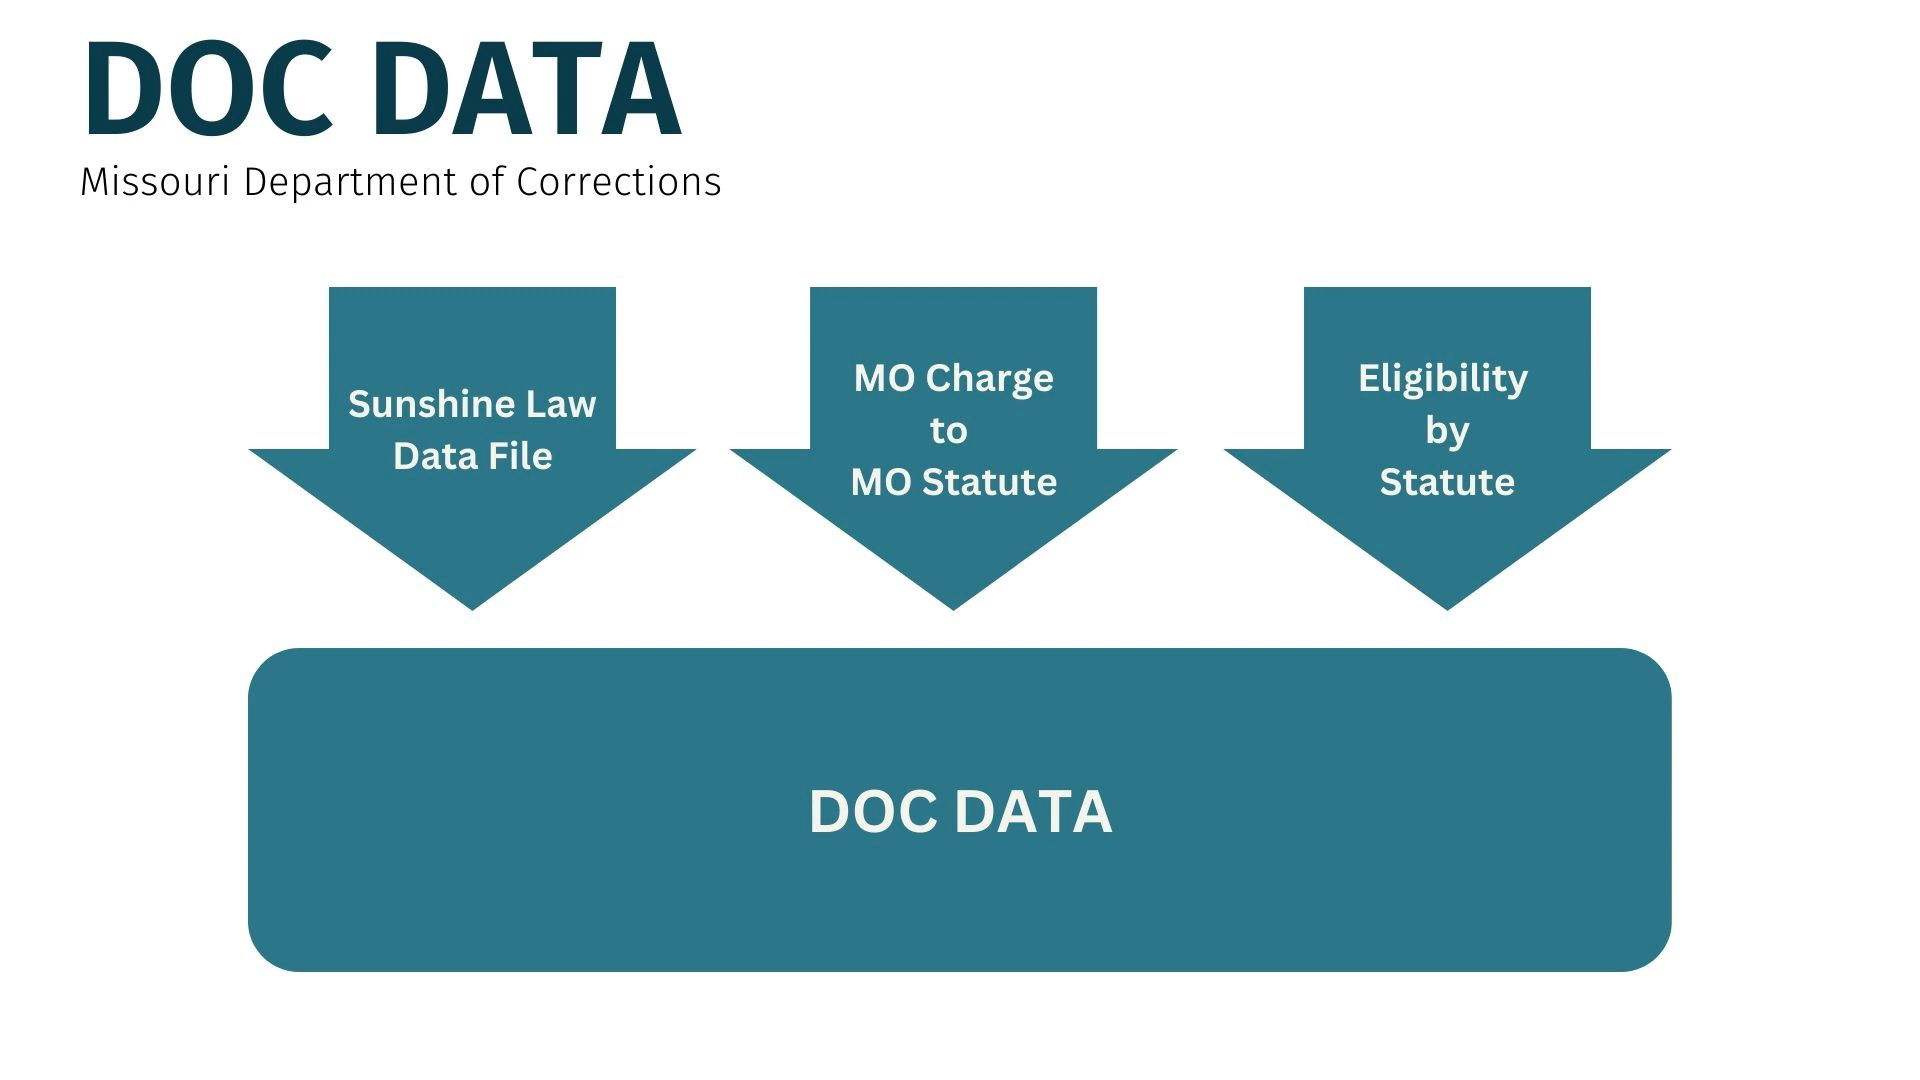 DOC DATA
Missouri Department of Corrections
Sunshine Law
Data File
MO Charge
to
MO Statute
Eligibility
by
Statute
DOC DATA